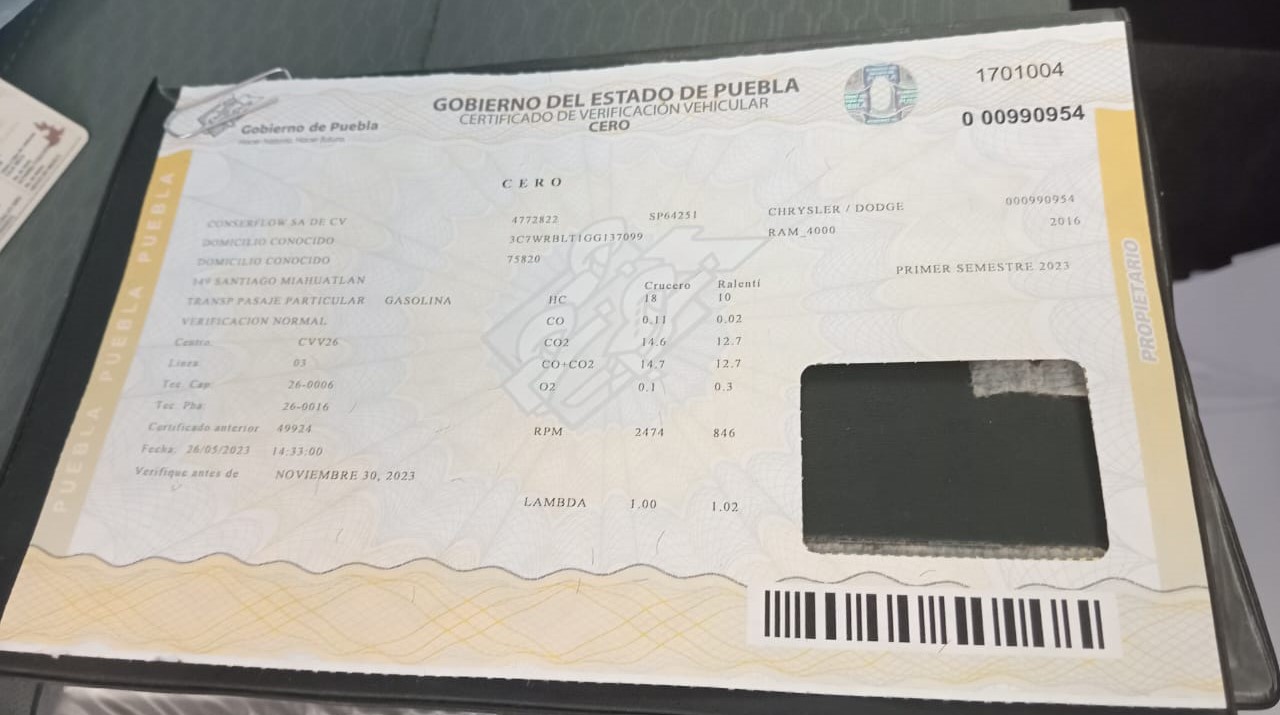 GOBIERNO DEL ESTADO DE PUEBLA
CERTIFICADO DE VERIFICACIÓN VEHICULAR
CERO
1701004
0 00990954
Gobierno de Puebla
Hacer historia. Hacer futuro.
CERO
CONSERFLOW SA DE CV 4772822 SP64251 CHRYSLER / DODGE 000990954
DOMICILIO CONOCIDO 3C7WRBLT1GG137099 RAM_4000 2016
DOMICILIO CONOCIDO 75820
149 SANTIAGO MIAHUATLAN PRIMER SEMESTRE 2023
Crucero Ralentí
TRANSP PASAJE PARTICULAR GASOLINA HC 18 10
VERIFICACION NORMAL CO 0.11 0.02
Centro: CVV26 CO2 14.6 12.7
Linea: 03 CO+CO2 14.7 12.7
Tec. Cap: 26-0006 O2 0.1 0.3
Tec. Pba: 26-0016
Certificado anterior 49924 RPM 2474 846
Fecha: 26/05/2023 14:33:00
Verifique antes de NOVIEMBRE 30, 2023
LAMBDA 1.00 1.02
PUEBLA PUEBLA PUEBLA PUEBLA
PROPIETARIO